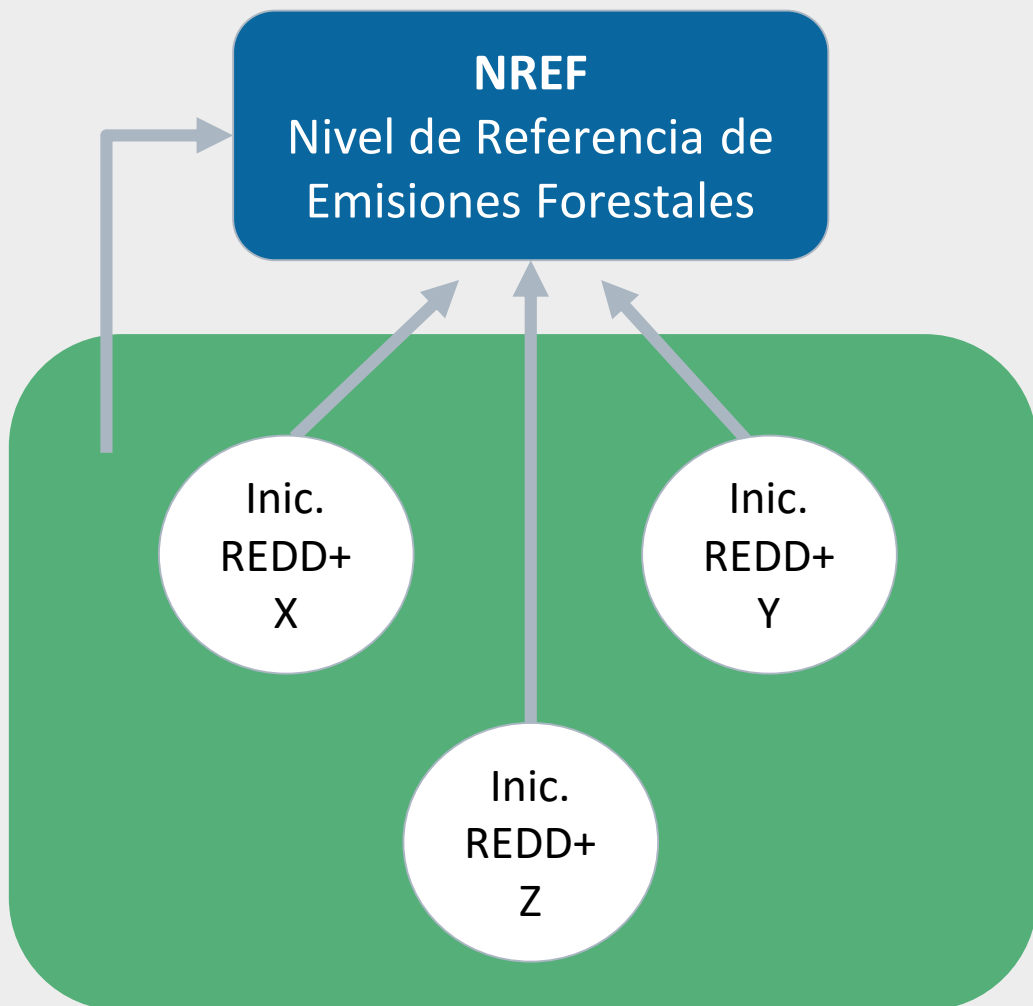 NREF
Nivel de Referencia de
Emisiones Forestales
Inic.
REDD+
X
Inic.
REDD+
Y
Inic.
REDD+
Z